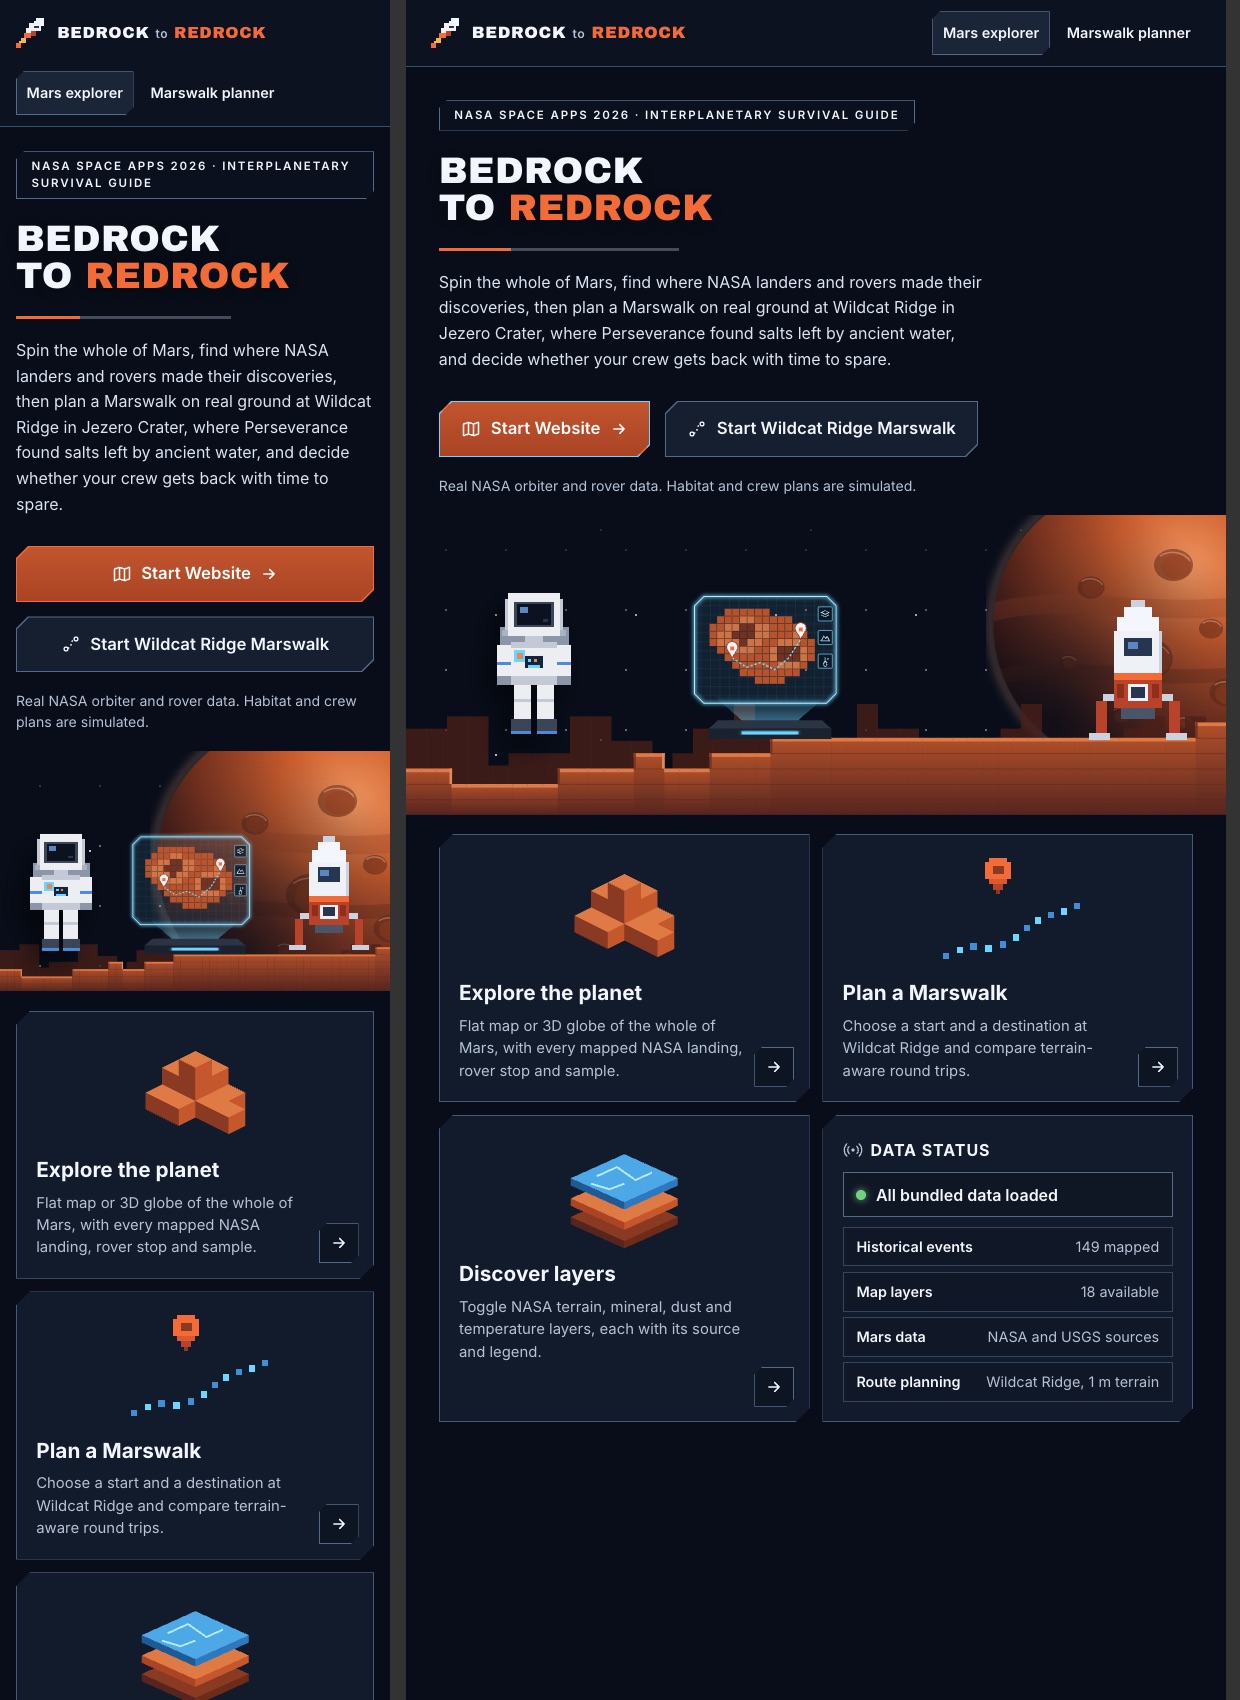 BEDROCK to REDROCK
Mars explorer
Marswalk planner
NASA SPACE APPS 2026 · INTERPLANETARY
SURVIVAL GUIDE
BEDROCK
TO REDROCK
Spin the whole of Mars, find where NASA
landers and rovers made their discoveries,
then plan a Marswalk on real ground at Wildcat
Ridge in Jezero Crater, where Perseverance
found salts left by ancient water, and decide
whether your crew gets back with time to
spare.
Start Website
Start Wildcat Ridge Marswalk
Real NASA orbiter and rover data. Habitat and crew
plans are simulated.
Explore the planet
Flat map or 3D globe of the whole of
Mars, with every mapped NASA
landing, rover stop and sample.
Plan a Marswalk
Choose a start and a destination at
Wildcat Ridge and compare terrain-
aware round trips.
BEDROCK to REDROCK
Mars explorer
Marswalk planner
NASA SPACE APPS 2026 · INTERPLANETARY SURVIVAL GUIDE
BEDROCK
TO REDROCK
Spin the whole of Mars, find where NASA landers and rovers made their
discoveries, then plan a Marswalk on real ground at Wildcat Ridge in
Jezero Crater, where Perseverance found salts left by ancient water,
and decide whether your crew gets back with time to spare.
Start Website
Start Wildcat Ridge Marswalk
Real NASA orbiter and rover data. Habitat and crew plans are simulated.
Explore the planet
Flat map or 3D globe of the whole of
Mars, with every mapped NASA landing,
rover stop and sample.
Plan a Marswalk
Choose a start and a destination at
Wildcat Ridge and compare terrain-
aware round trips.
Discover layers
Toggle NASA terrain, mineral, dust and
temperature layers, each with its source
and legend.
DATA STATUS
All bundled data loaded
Historical events 149 mapped
Map layers 18 available
Mars data NASA and USGS sources
Route planning Wildcat Ridge, 1 m terrain